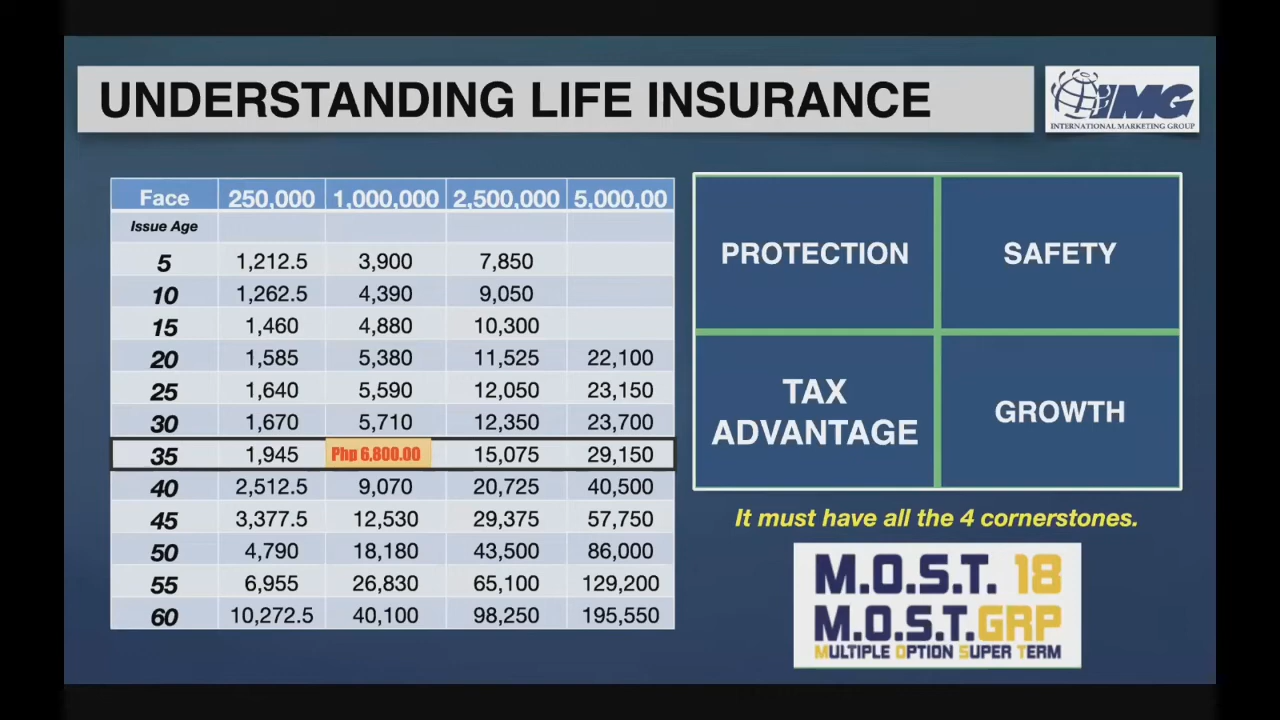 UNDERSTANDING LIFE INSURANCE
IMG
INTERNATIONAL MARKETING GROUP
Face 250,000 1,000,000 2,500,000 5,000,00
Issue Age
5 1,212.5 3,900 7,850
10 1,262.5 4,390 9,050
15 1,460 4,880 10,300
20 1,585 5,380 11,525 22,100
25 1,640 5,590 12,050 23,150
30 1,670 5,710 12,350 23,700
35 1,945 Php 6,800.00 15,075 29,150
40 2,512.5 9,070 20,725 40,500
45 3,377.5 12,530 29,375 57,750
50 4,790 18,180 43,500 86,000
55 6,955 26,830 65,100 129,200
60 10,272.5 40,100 98,250 195,550
PROTECTION
SAFETY
TAX
ADVANTAGE
GROWTH
It must have all the 4 cornerstones.
M.O.S.T. 18
M.O.S.T.GRP
MULTIPLE OPTION SUPER TERM